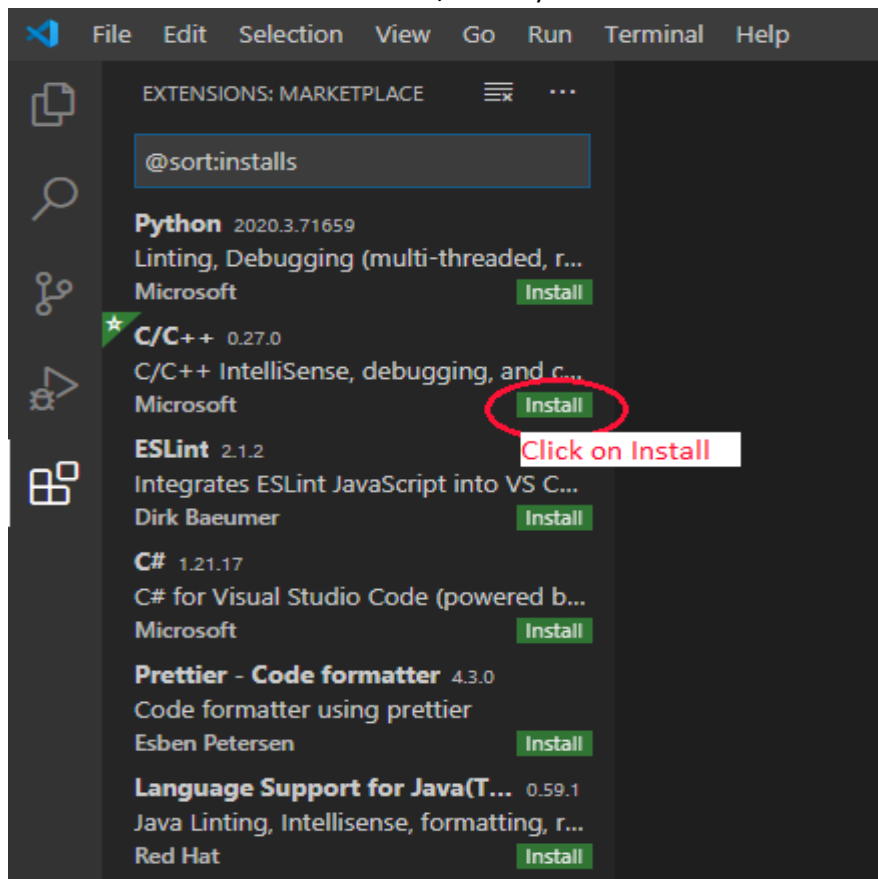 File Edit Selection View Go Run Terminal Help
EXTENSIONS: MARKETPLACE
@sort:installs
Python 2020.3.71659
Linting, Debugging (multi-threaded, r...
Microsoft Install
C/C++ 0.27.0
C/C++ IntelliSense, debugging, and c...
Microsoft Install
Click on Install
ESLint 2.1.2
Integrates ESLint JavaScript into VS C...
Dirk Baeumer Install
C# 1.21.17
C# for Visual Studio Code (powered b...
Microsoft Install
Prettier - Code formatter 4.3.0
Code formatter using prettier
Esben Petersen Install
Language Support for Java(T... 0.59.1
Java Linting, Intellisense, formatting, r...
Red Hat Install